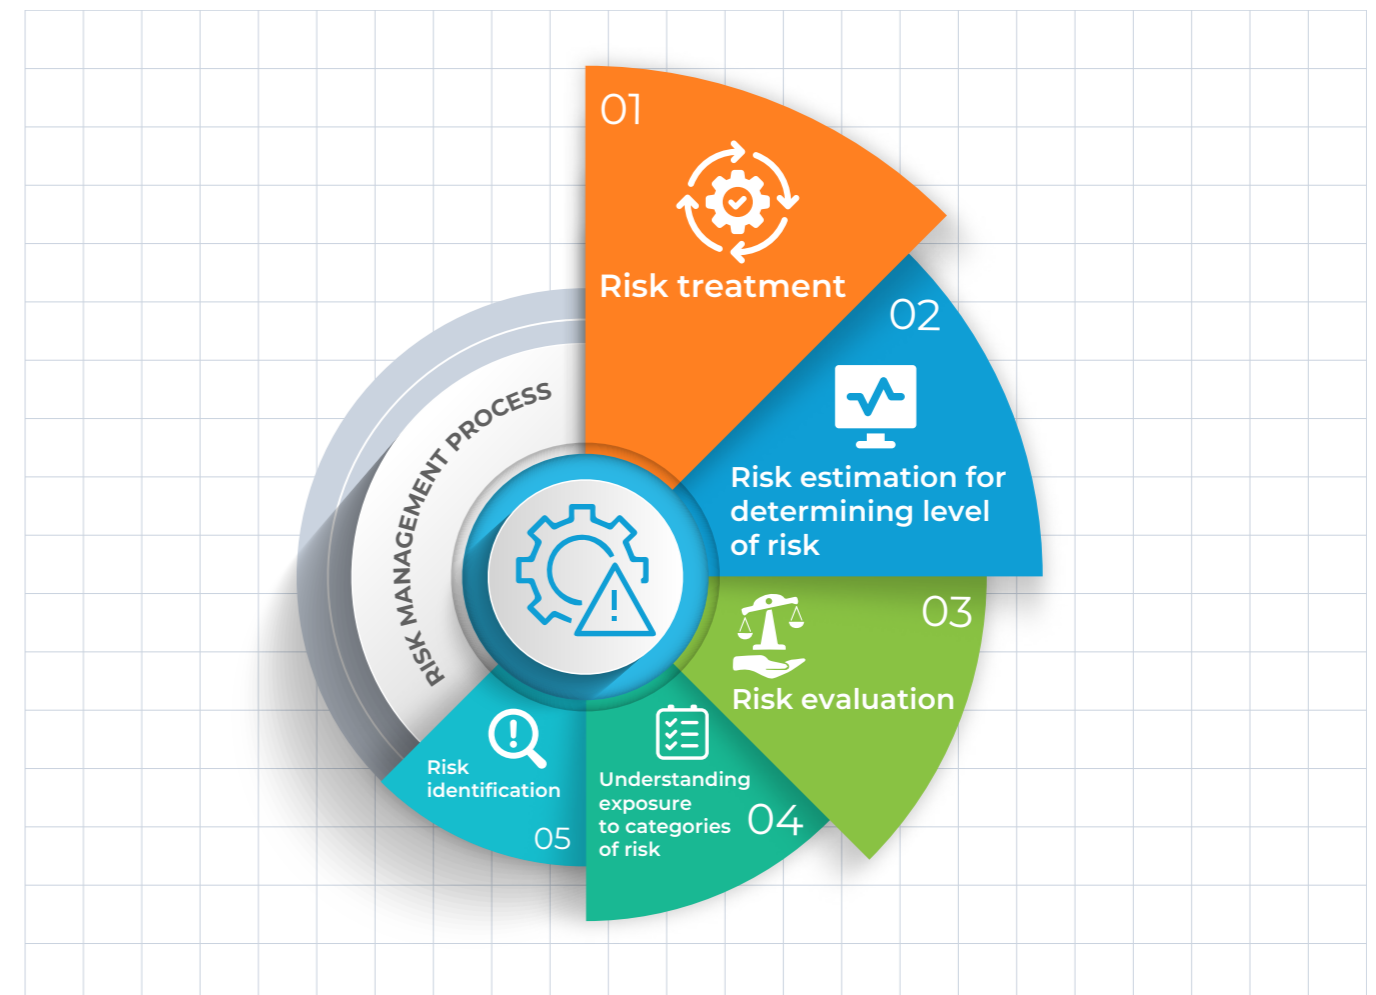 01
Risk treatment
02
Risk estimation for
determining level
of risk
03
Risk evaluation
04
Understanding
exposure
to categories
of risk
05
Risk
identification
RISK MANAGEMENT PROCESS